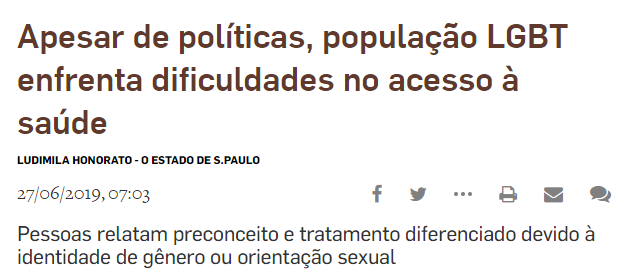 Apesar de políticas, população LGBT
enfrenta dificuldades no acesso à
saúde
LUDIMILA HONORATO - O ESTADO DE S.PAULO
27/06/2019, 07:03
Pessoas relatam preconceito e tratamento diferenciado devido à
identidade de gênero ou orientação sexual